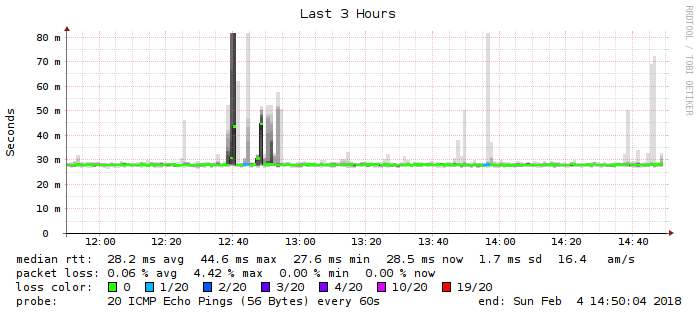 Last 3 Hours
RRDTOOL / TOBI OETIKER
Seconds
80 m
70 m
60 m
50 m
40 m
30 m
20 m
10 m
0
12:00 12:20 12:40 13:00 13:20 13:40 14:00 14:20 14:40
median rtt: 28.2 ms avg 44.6 ms max 27.6 ms min 28.5 ms now 1.7 ms sd 16.4 am/s
packet loss: 0.06 % avg 4.42 % max 0.00 % min 0.00 % now
loss color: 0 1/20 2/20 3/20 4/20 10/20 19/20
probe: 20 ICMP Echo Pings (56 Bytes) every 60s end: Sun Feb 4 14:50:04 2018